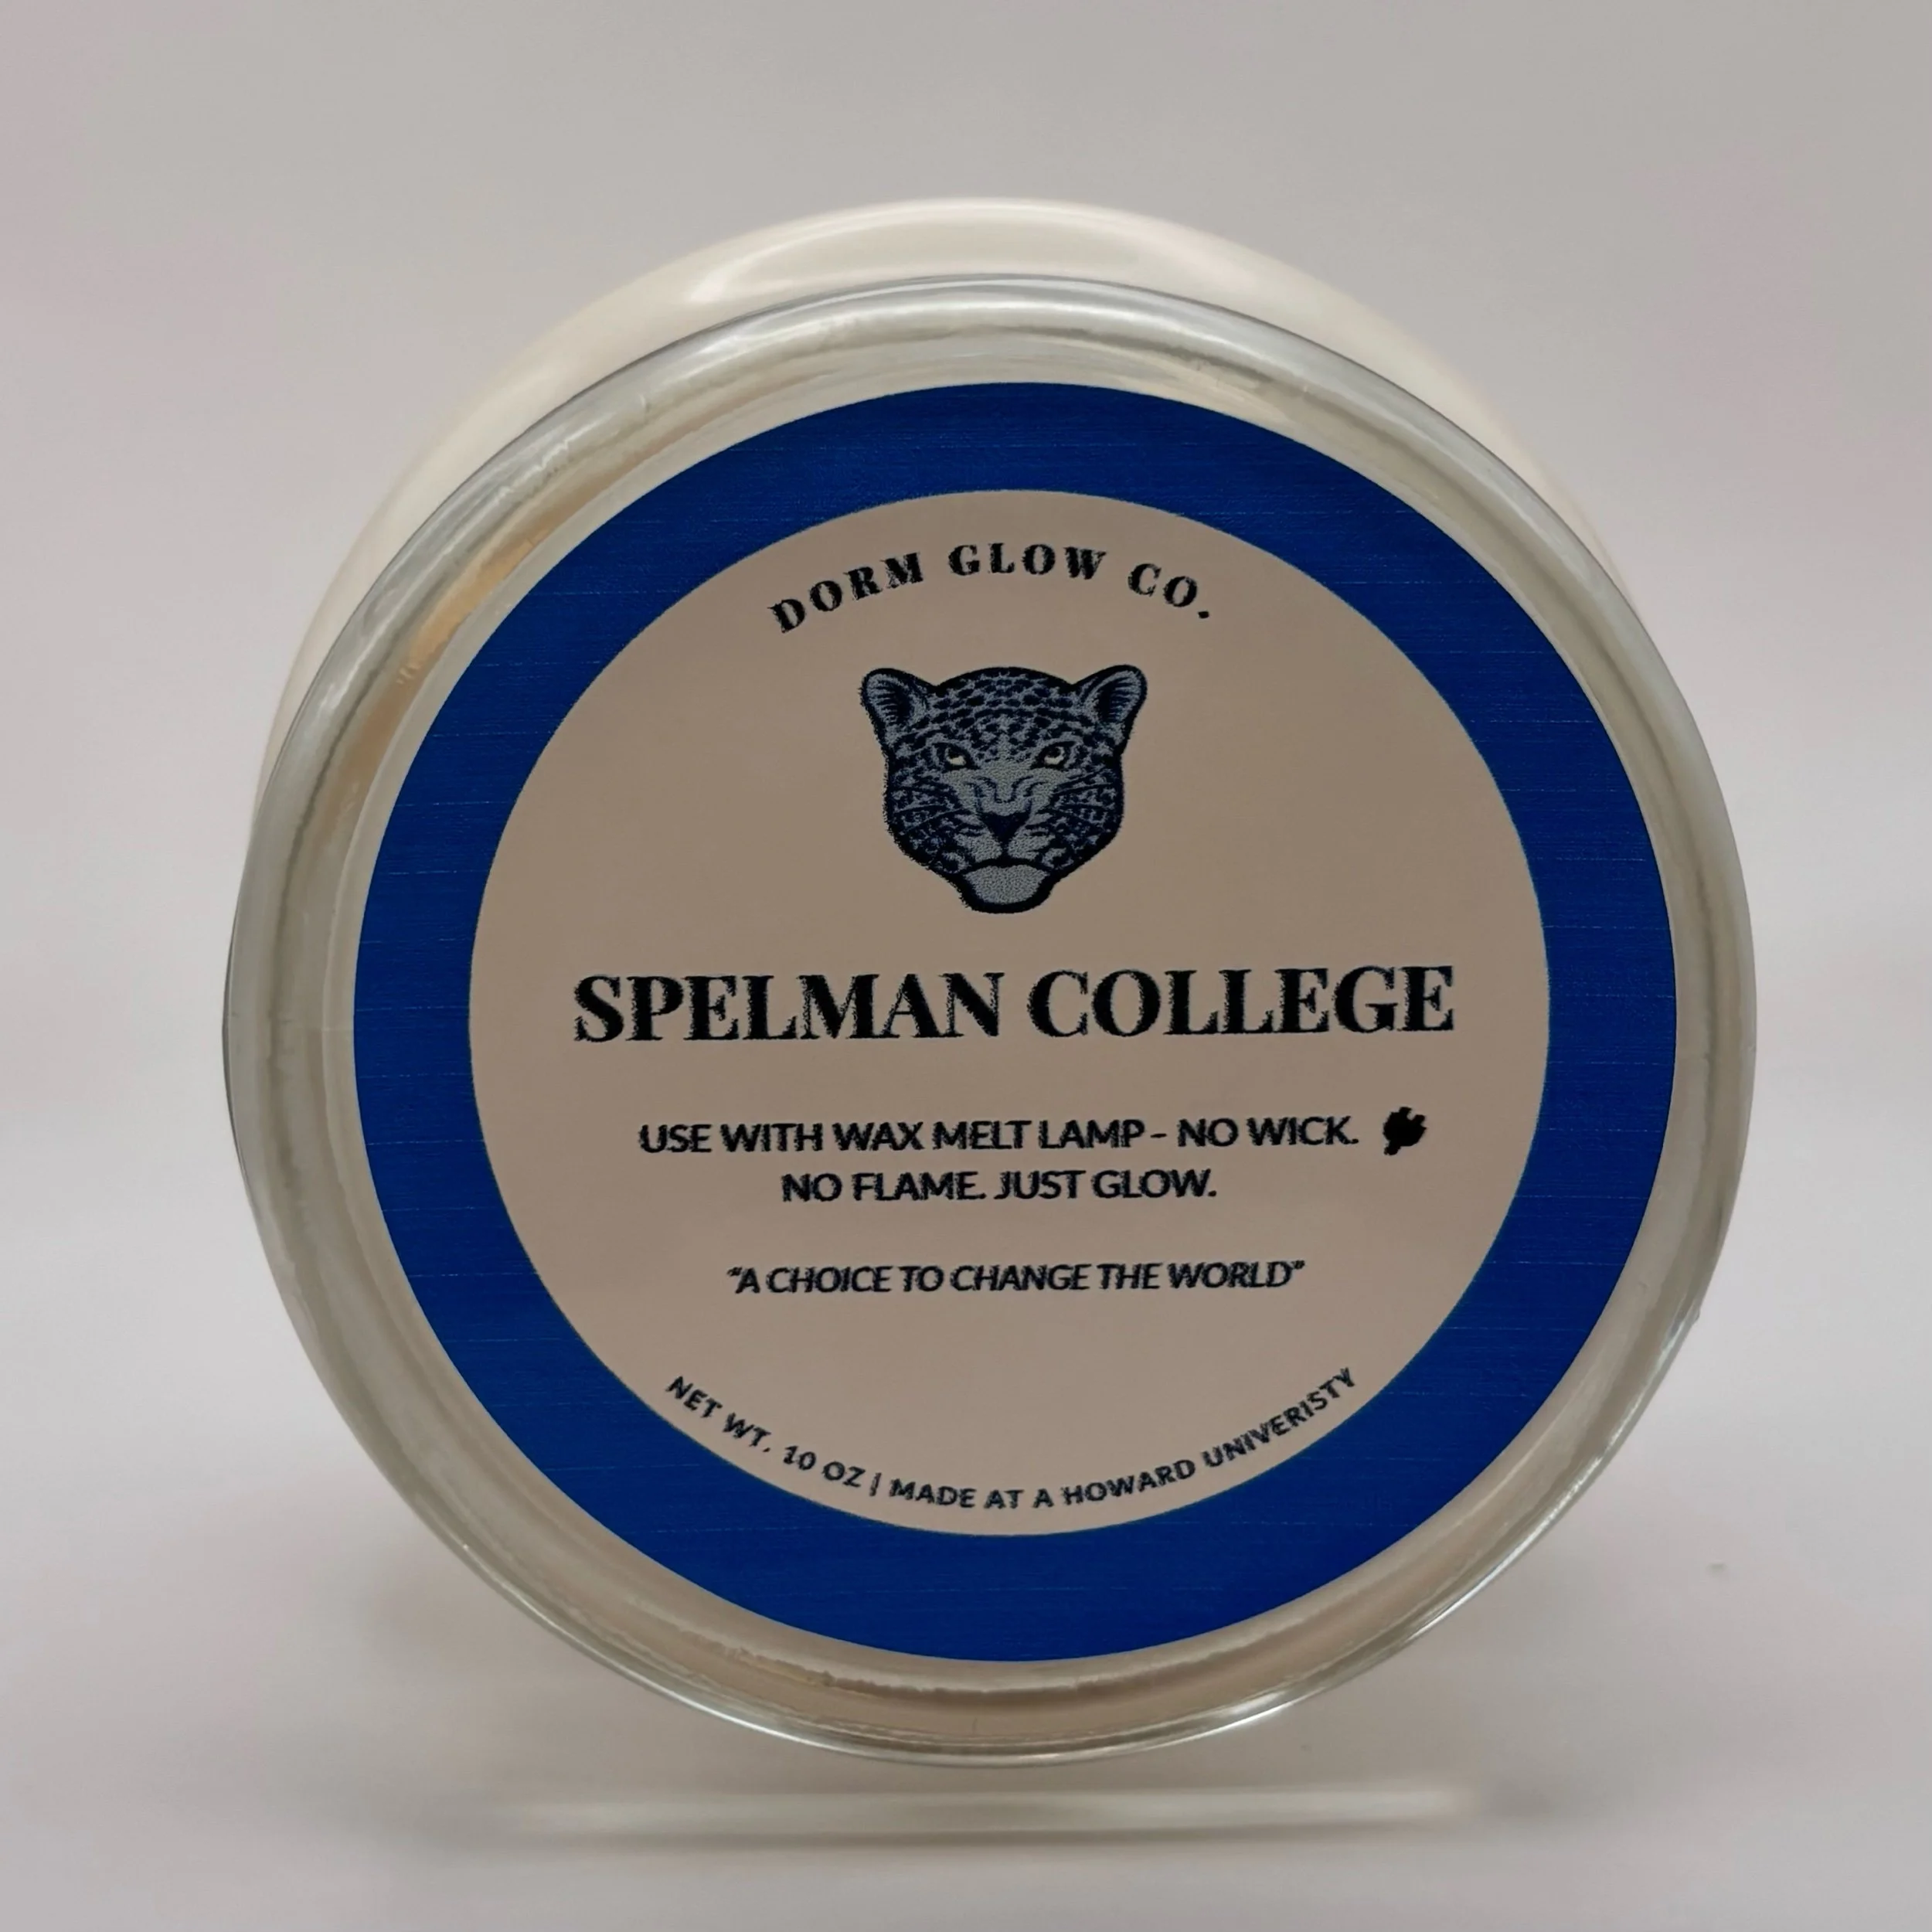 DORM GLOW CO.
SPELMAN COLLEGE
USE WITH WAX MELT LAMP - NO WICK.
NO FLAME. JUST GLOW.
"A CHOICE TO CHANGE THE WORLD"
NET WT. 10 OZ | MADE AT A HOWARD UNIVERISTY